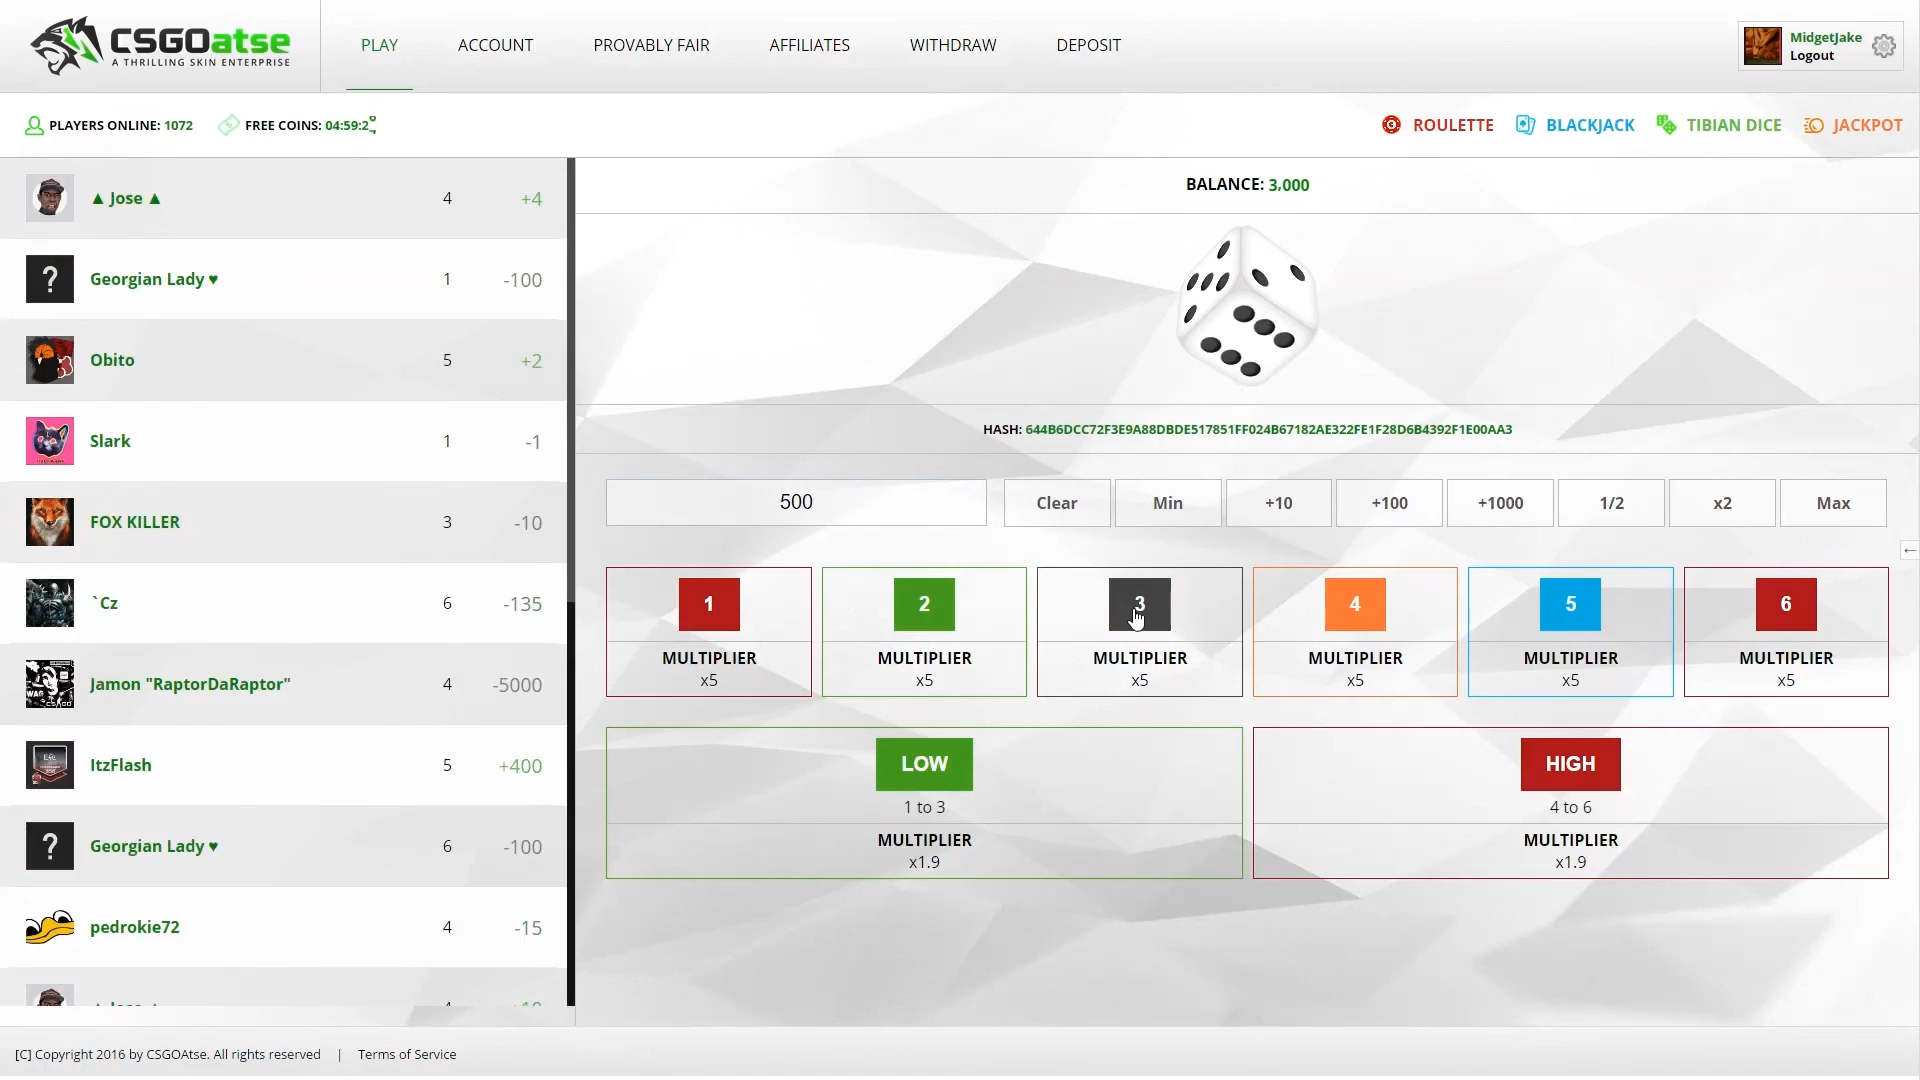 CSGOatse
A THRILLING SKIN ENTERPRISE
PLAY
ACCOUNT
PROVABLY FAIR
AFFILIATES
WITHDRAW
DEPOSIT
MidgetJake
Logout
PLAYERS ONLINE: 1072
FREE COINS: 04:59:2
ROULETTE
BLACKJACK
TIBIAN DICE
JACKPOT
▲ Jose ▲ 4 +4
? Georgian Lady ♥ 1 -100
Obito 5 +2
Slark 1 -1
FOX KILLER 3 -10
`Cz 6 -135
Jamon "RaptorDaRaptor" 4 -5000
ItzFlash 5 +400
? Georgian Lady ♥ 6 -100
pedrokie72 4 -15
BALANCE: 3,000
HASH: 644B6DCC72F3E9A88DBDE517851FF024B67182AE322FE1F28D6B4392F1E00AA3
500 Clear Min +10 +100 +1000 1/2 x2 Max
←
1 2 3 4 5 6
MULTIPLIER MULTIPLIER MULTIPLIER MULTIPLIER MULTIPLIER MULTIPLIER
x5 x5 x5 x5 x5 x5
LOW HIGH
1 to 3 4 to 6
MULTIPLIER MULTIPLIER
x1.9 x1.9
[C] Copyright 2016 by CSGOAtse. All rights reserved | Terms of Service